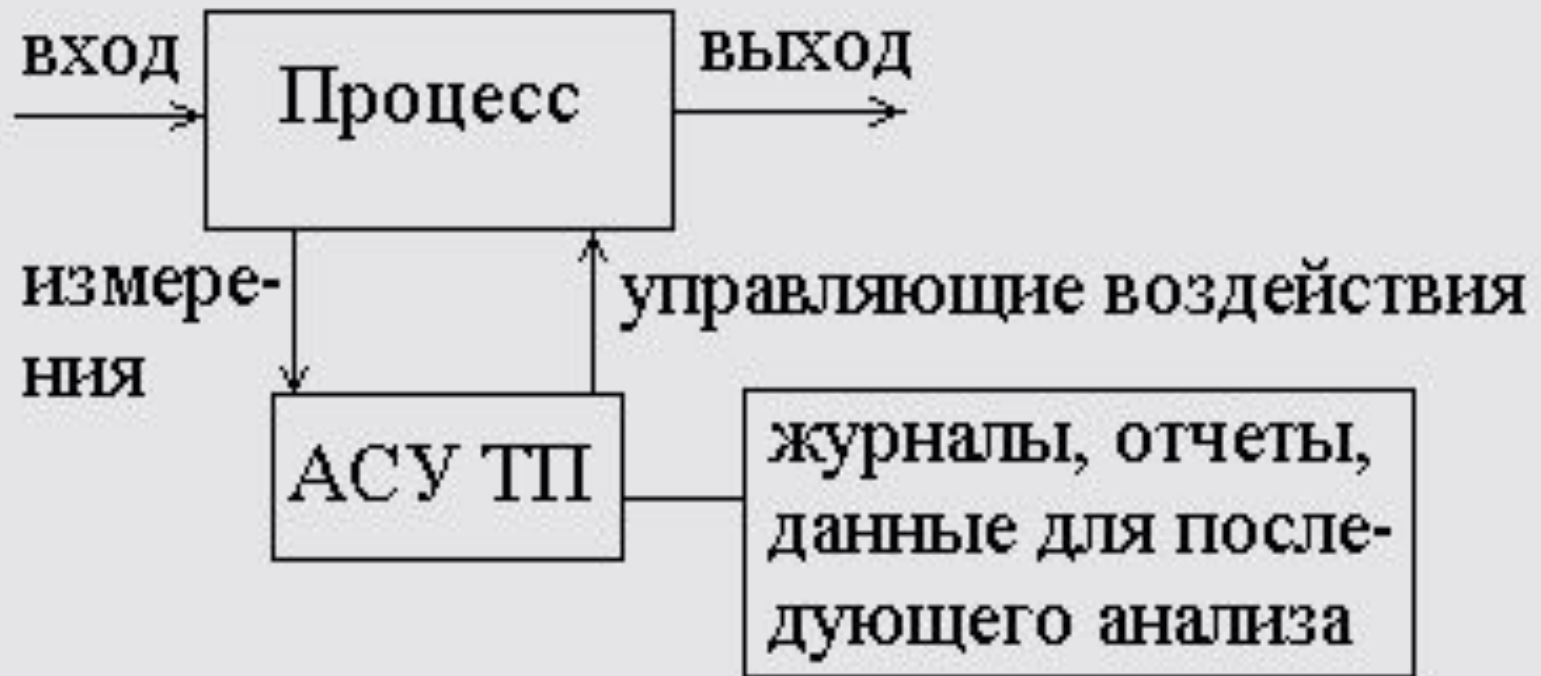 вход
Процесс
выход
измере-
ния
управляющие воздействия
АСУ ТП
журналы, отчеты,
данные для после-
дующего анализа